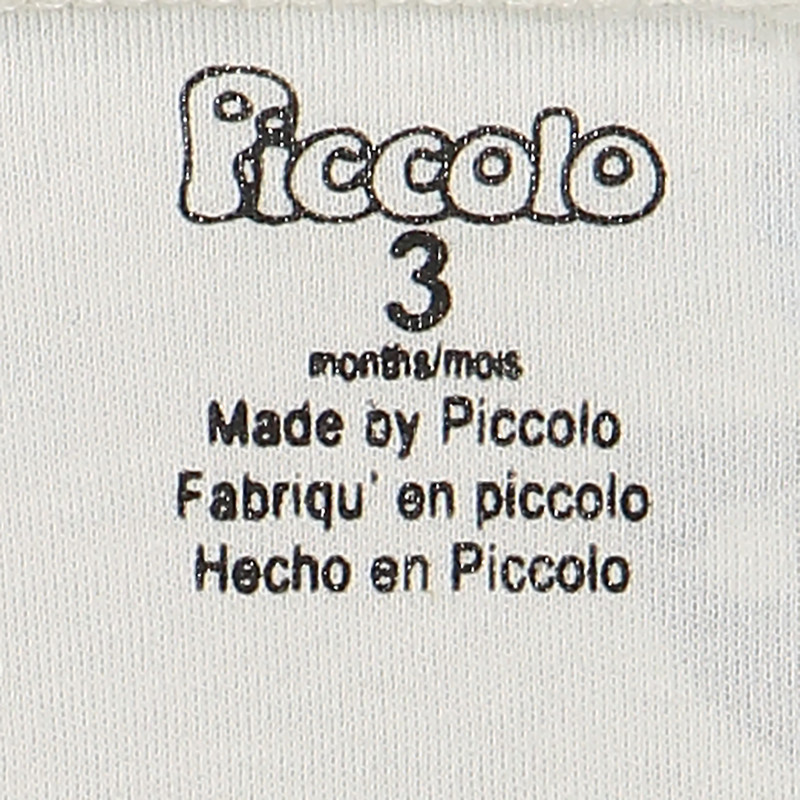 Piccolo
3
months/mois
Made by Piccolo
Fabriqu' en piccolo
Hecho en Piccolo